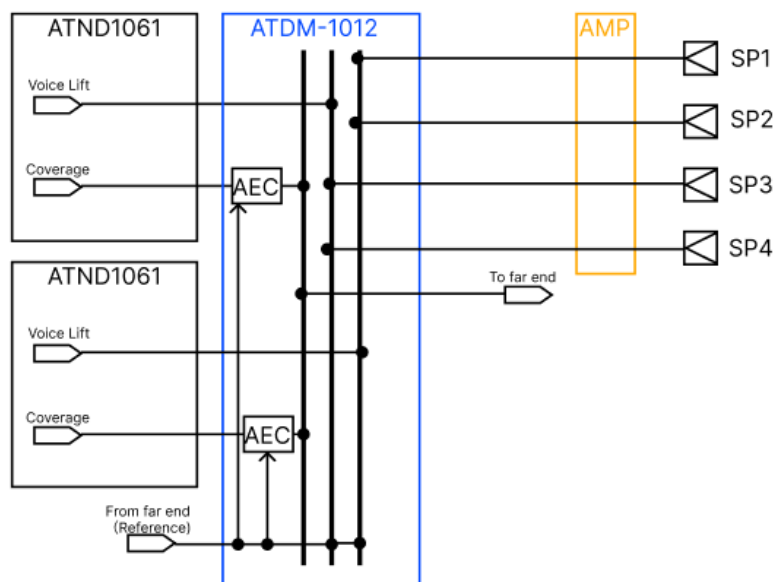 ATND1061
ATDM-1012
AMP
SP1
Voice Lift
SP2
Coverage
AEC
SP3
SP4
ATND1061
To far end
Voice Lift
Coverage
AEC
From far end
(Reference)